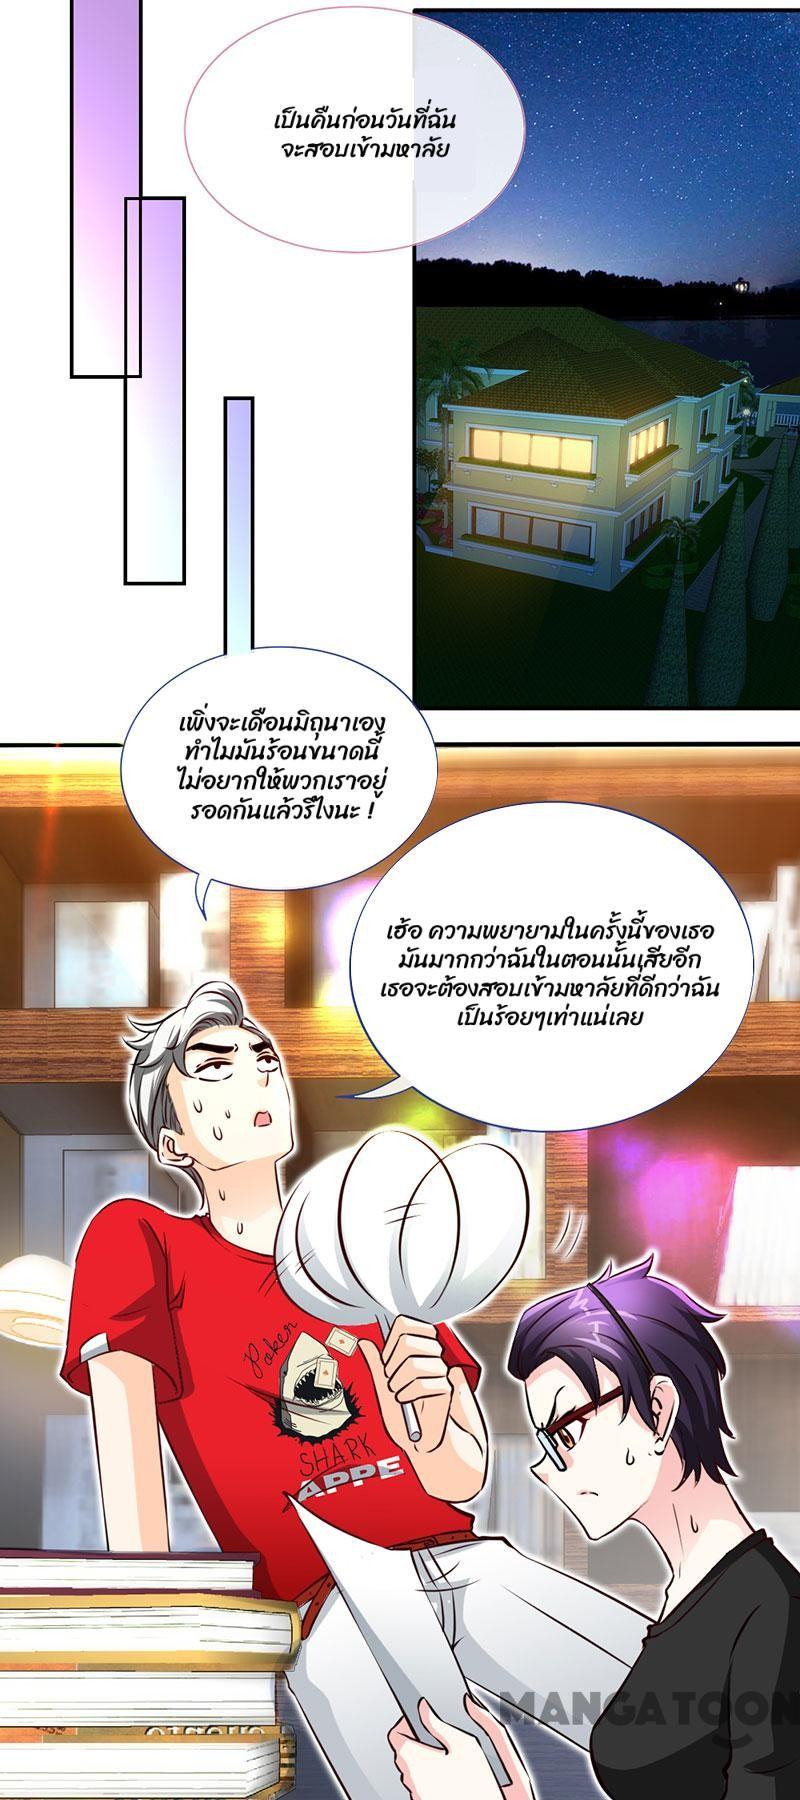 เป็นคืนก่อนวันที่ฉัน
จะสอบเข้ามหาลัย
เพิ่งจะเดือนมิถุนาเอง
ทำไมมันร้อนขนาดนี้
ไม่อยากให้พวกเราอยู่
รอดกันแล้วรึไงนะ !
เฮ้อ ความพยายามในครั้งนี้ของเธอ
มันมากกว่าฉันในตอนนั้นเสียอีก
เธอจะต้องสอบเข้ามหาลัยที่ดีกว่าฉัน
เป็นร้อยๆเท่าแน่เลย
Poker
SHARK
APPE
MANGATOON